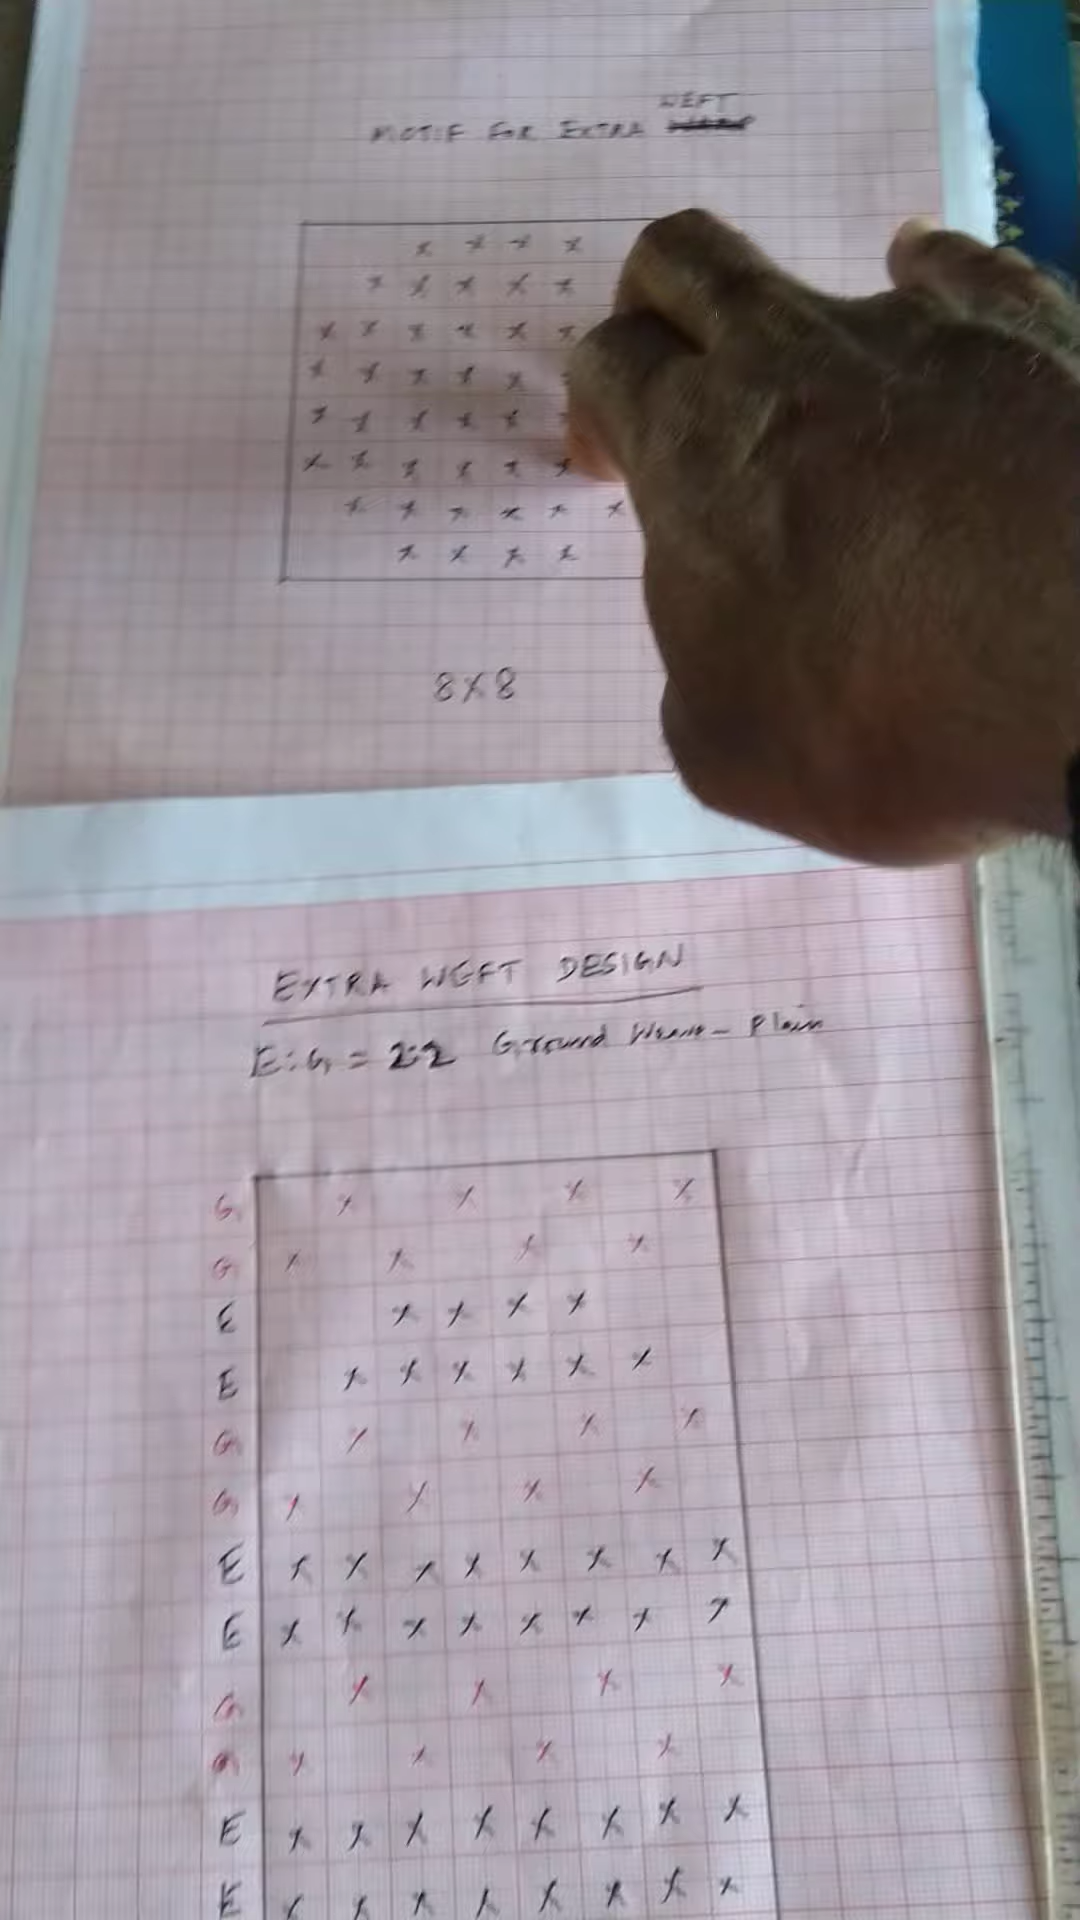 MOTIF FOR EXTRA WEFT
x x x x
x x x x x
x x x x x x
x x x x x x
x x x x x x
x x x x x x
x x x x x x
x x x x
8X8
EXTRA WEFT DESIGN
E:G = 2:2 Ground Weave - Plain
G x x x x
G x x x x
E x x x x
E x x x x x x
G x x x x
G x x x x
E x x x x x x x x
E x x x x x x x x
G x x x x
G x x x x
E x x x x x x x x
E x x x x x x x x